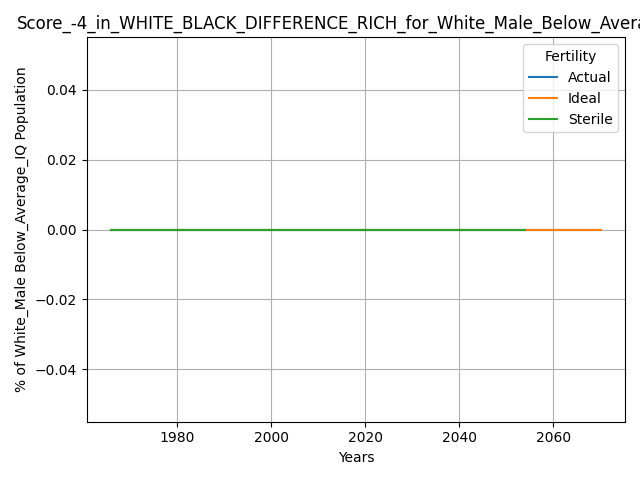 Score_-4_in_WHITE_BLACK_DIFFERENCE_RICH_for_White_Male_Below_Avera
Fertility
Actual
Ideal
Sterile
% of White_Male Below_Average_IQ Population
0.04
0.02
0.00
−0.02
−0.04
1980 2000 2020 2040 2060
Years